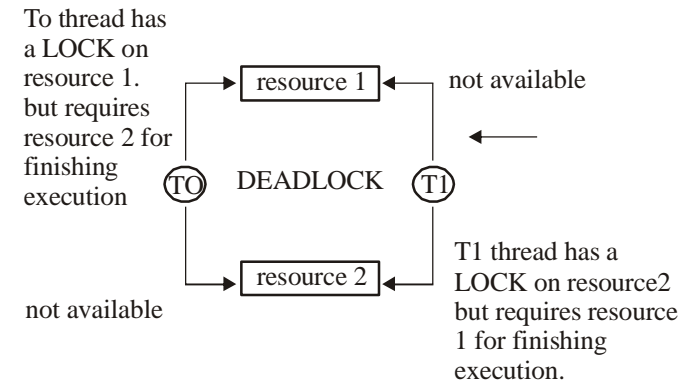 To thread has
a LOCK on
resource 1.
but requires
resource 2 for
finishing
execution
resource 1
not available
TO
DEADLOCK
T1
resource 2
not available
T1 thread has a
LOCK on resource2
but requires resource
1 for finishing
execution.